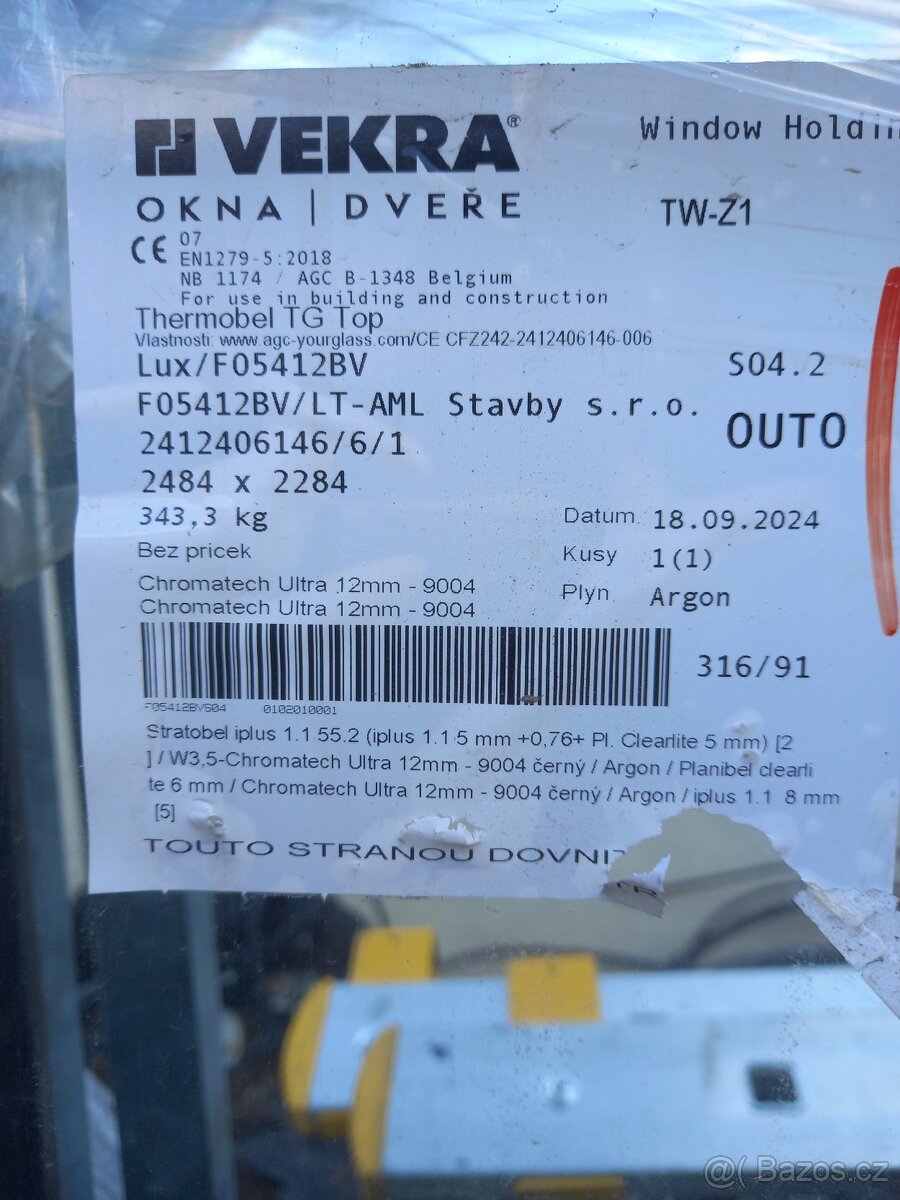 VEKRA®
Window Holdin
OKNA | DVEŘE
TW-Z1
CE 07
EN1279-5:2018
NB 1174 / AGC B-1348 Belgium
For use in building and construction
Thermobel TG Top
Vlastnosti: www.agc-yourglass.com/CE CFZ242-2412406146-006
Lux/F05412BV
S04.2
F05412BV/LT-AML Stavby s.r.o.
OUTO
2412406146/6/1
2484 x 2284
343,3 kg
Datum 18.09.2024
Bez pricek
Kusy 1(1)
Chromatech Ultra 12mm - 9004
Plyn Argon
Chromatech Ultra 12mm - 9004
316/91
F05412BVS04 0102010001
Stratobel iplus 1.1 55.2 (iplus 1.1 5 mm +0,76+ Pl. Clearlite 5 mm) [2
] / W3,5-Chromatech Ultra 12mm - 9004 černý / Argon / Planibel clearli
te 6 mm / Chromatech Ultra 12mm - 9004 černý / Argon / iplus 1.1 8 mm
[5]
TOUTO STRANOU DOVNI
@( Bazos.cz